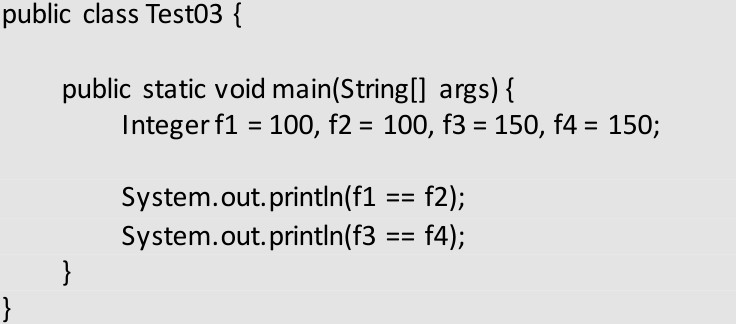 public class Test03 {
public static void main(String[] args) {
Integer f1 = 100, f2 = 100, f3 = 150, f4 = 150;
System.out.println(f1 == f2);
System.out.println(f3 == f4);
}
}